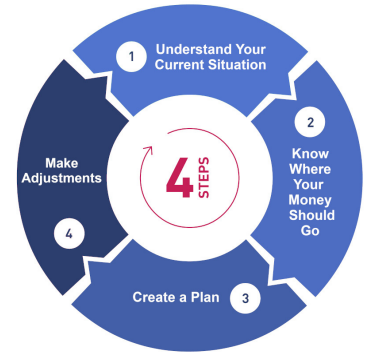 1
Understand Your
Current Situation
2
Know
Where
Your
Money
Should
Go
3
Create a Plan
4
Make
Adjustments
4
STEPS